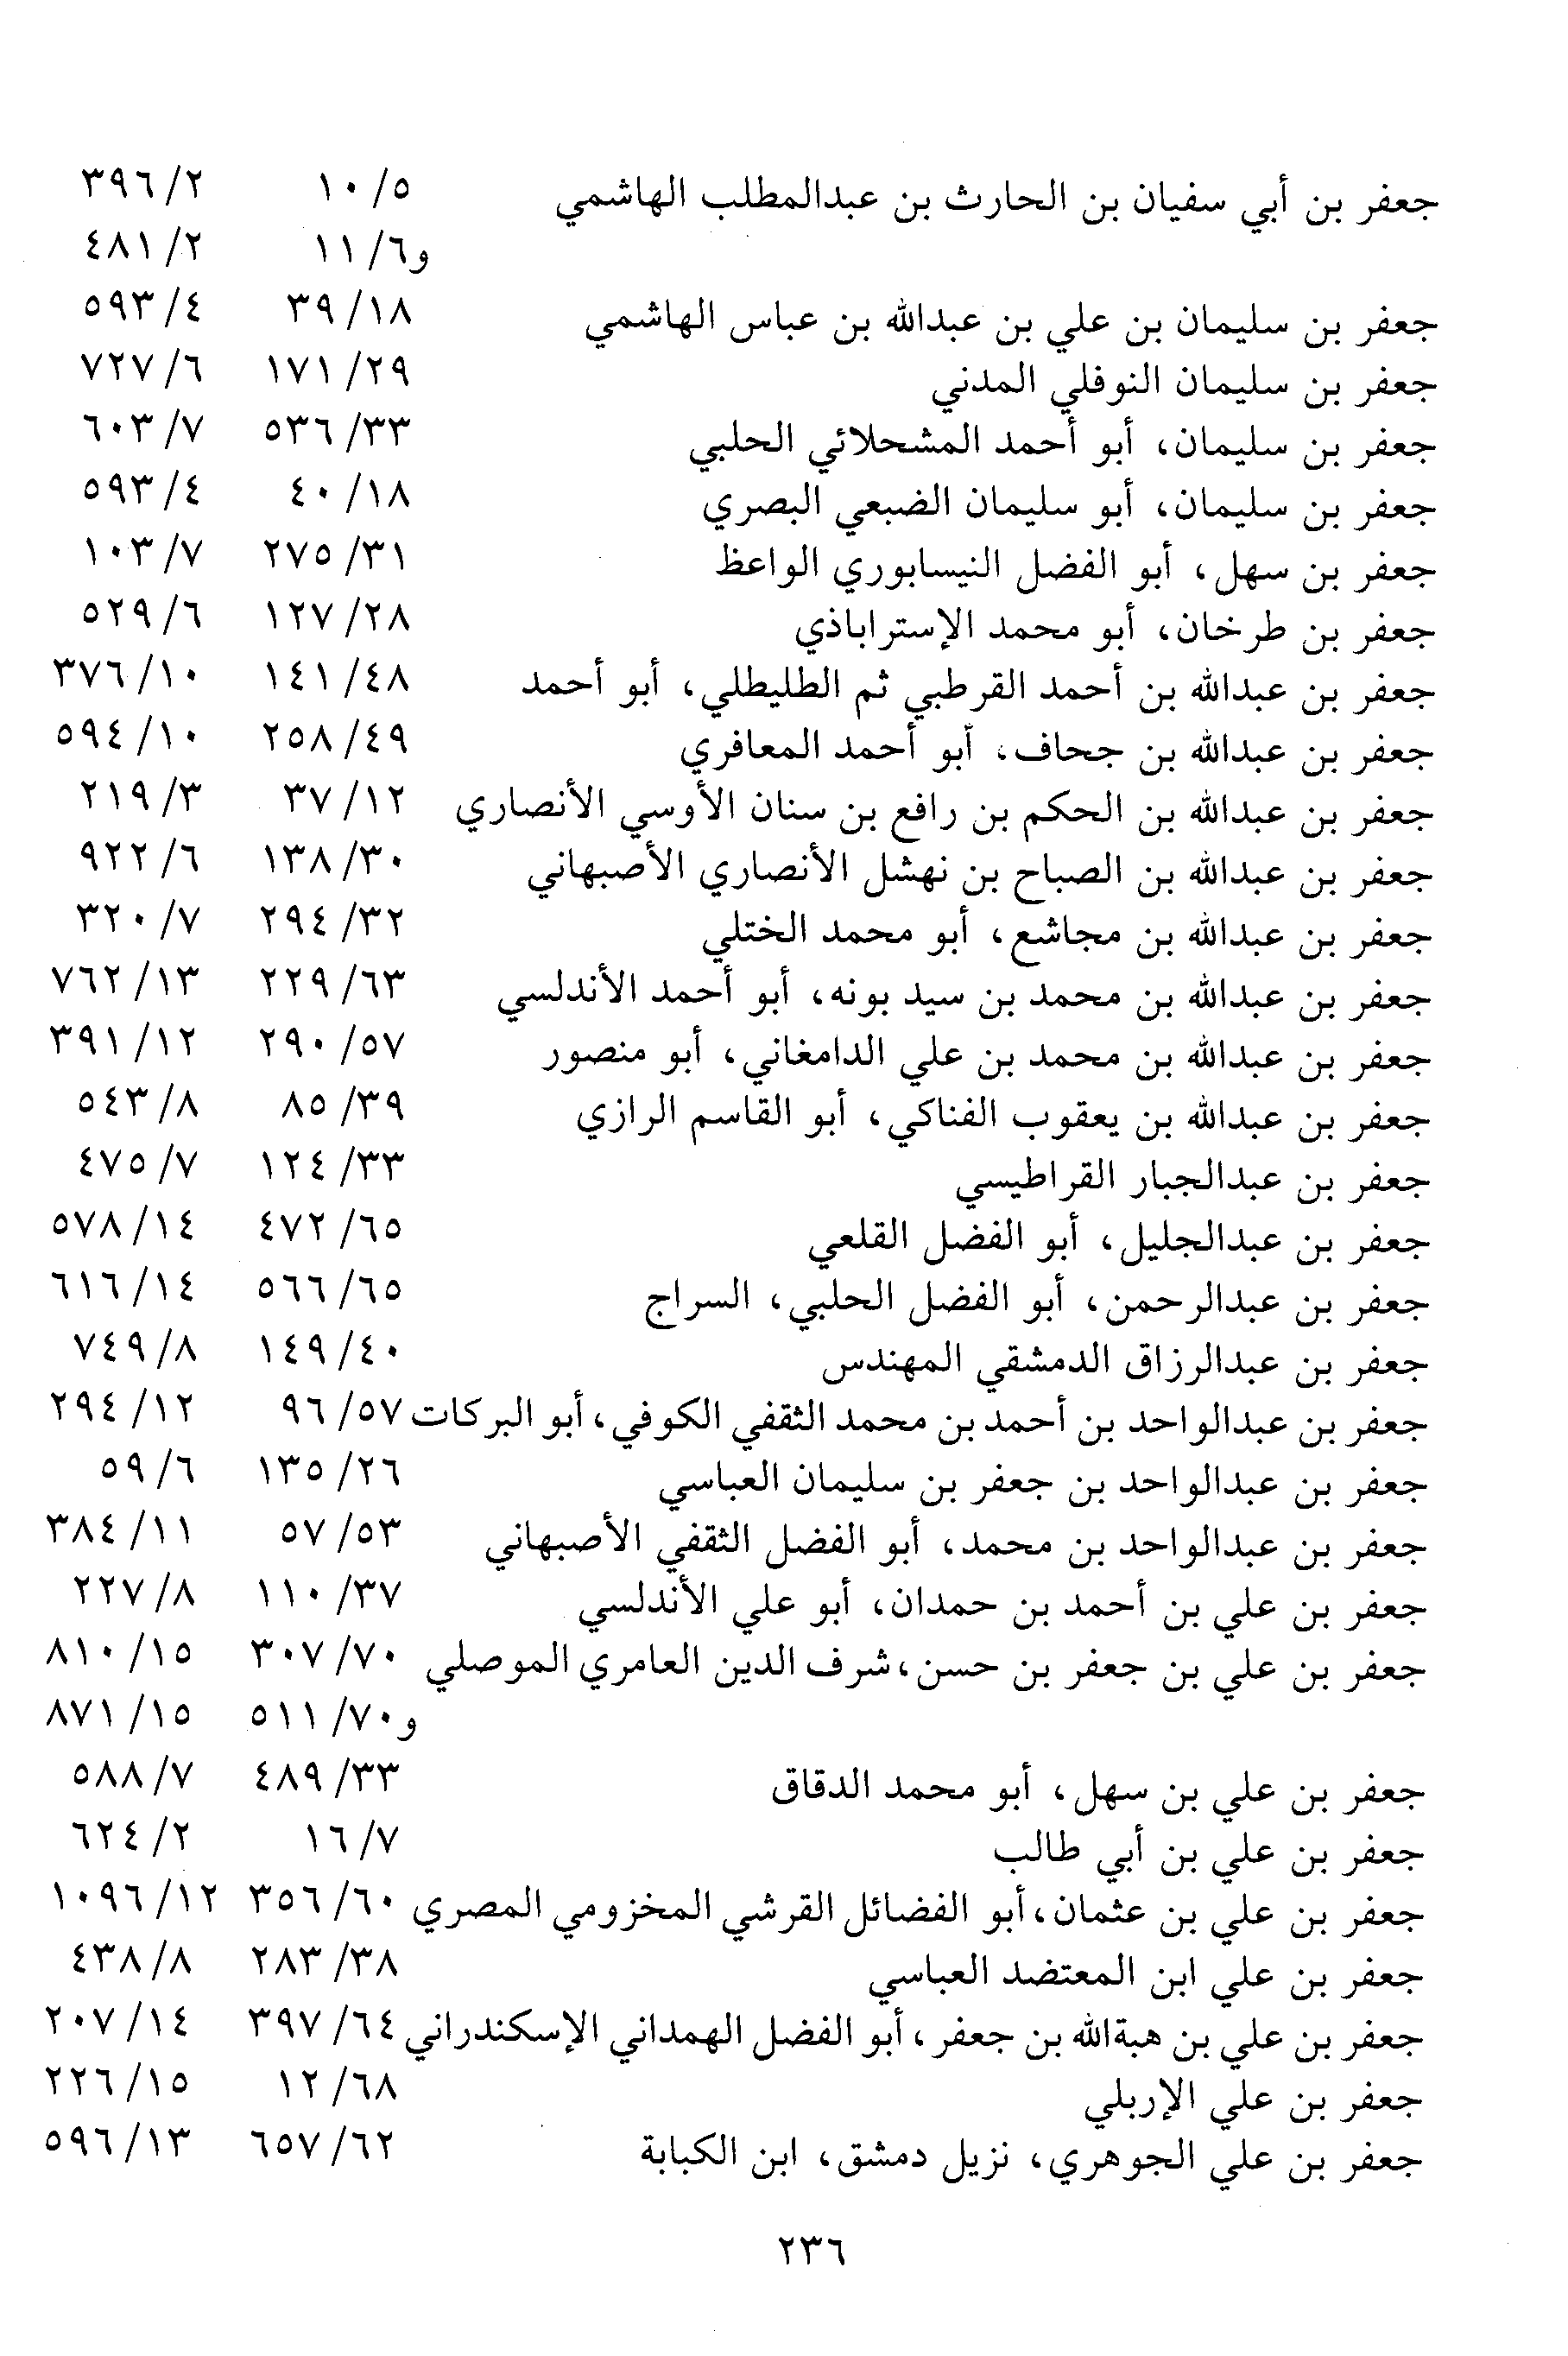 جعفر بن أبي سفيان بن الحارث بن عبدالمطلب الهاشمي ٥/ ١٠ ٢/ ٣٩٦
و٦/ ١١ ٢/ ٤٨١
جعفر بن سليمان بن علي بن عبدالله بن عباس الهاشمي ١٨/ ٣٩ ٤/ ٥٩٣
جعفر بن سليمان النوفلي المدني ٢٩/ ١٧١ ٦/ ٧٢٧
جعفر بن سليمان، أبو أحمد المشحلائي الحلبي ٣٣/ ٥٣٦ ٧/ ٦٠٣
جعفر بن سليمان، أبو سليمان الضبعي البصري ١٨/ ٤٠ ٤/ ٥٩٣
جعفر بن سهل، أبو الفضل النيسابوري الواعظ ٣١/ ٢٧٥ ٧/ ١٠٣
جعفر بن طرخان، أبو محمد الإستراباذي ٢٨/ ١٢٧ ٦/ ٥٢٩
جعفر بن عبدالله بن أحمد القرطبي ثم الطليطلي، أبو أحمد ٤٨/ ١٤١ ١٠/ ٣٧٦
جعفر بن عبدالله بن جحاف، أبو أحمد المعافري ٤٩/ ٢٥٨ ١٠/ ٥٩٤
جعفر بن عبدالله بن الحكم بن رافع بن سنان الأوسي الأنصاري ١٢/ ٣٧ ٣/ ٢١٩
جعفر بن عبدالله بن الصباح بن نهشل الأنصاري الأصبهاني ٣٠/ ١٣٨ ٦/ ٩٢٢
جعفر بن عبدالله بن مجاشع، أبو محمد الختلي ٣٢/ ٢٩٤ ٧/ ٣٢٠
جعفر بن عبدالله بن محمد بن سيد بونه، أبو أحمد الأندلسي ٦٣/ ٢٢٩ ١٣/ ٧٦٢
جعفر بن عبدالله بن محمد بن علي الدامغاني، أبو منصور ٥٧/ ٢٩٠ ١٢/ ٣٩١
جعفر بن عبدالله بن يعقوب الفناكي، أبو القاسم الرازي ٣٩/ ٨٥ ٨/ ٥٤٣
جعفر بن عبدالجبار القراطيسي ٣٣/ ١٢٤ ٧/ ٤٧٥
جعفر بن عبدالجليل، أبو الفضل القلعي ٦٥/ ٤٧٢ ١٤/ ٥٧٨
جعفر بن عبدالرحمن، أبو الفضل الحلبي، السراج ٦٥/ ٥٦٦ ١٤/ ٦١٦
جعفر بن عبدالرزاق الدمشقي المهندس ٤٠/ ١٤٩ ٨/ ٧٤٩
جعفر بن عبدالواحد بن أحمد بن محمد الثقفي الكوفي، أبو البركات ٥٧/ ٩٦ ١٢/ ٢٩٤
جعفر بن عبدالواحد بن جعفر بن سليمان العباسي ٢٦/ ١٣٥ ٦/ ٥٩
جعفر بن عبدالواحد بن محمد، أبو الفضل الثقفي الأصبهاني ٥٣/ ٥٧ ١١/ ٣٨٤
جعفر بن علي بن أحمد بن حمدان، أبو علي الأندلسي ٣٧/ ١١٠ ٨/ ٢٢٧
جعفر بن علي بن جعفر بن حسن، شرف الدين العامري الموصلي ٧٠/ ٣٠٧ ١٥/ ٨١٠
و٧٠/ ٥١١ ١٥/ ٨٧١
جعفر بن علي بن سهل، أبو محمد الدقاق ٣٣/ ٤٨٩ ٧/ ٥٨٨
جعفر بن علي بن أبي طالب ٧/ ١٦ ٢/ ٦٢٤
جعفر بن علي بن عثمان، أبو الفضائل القرشي المخزومي المصري ٦٠/ ٣٥٦ ١٢/ ١٠٩٦
جعفر بن علي ابن المعتضد العباسي ٣٨/ ٢٨٣ ٨/ ٤٣٨
جعفر بن علي بن هبةالله بن جعفر، أبو الفضل الهمداني الإسكندراني ٦٤/ ٣٩٧ ١٤/ ٢٠٧
جعفر بن علي الإربلي ٦٨/ ١٢ ١٥/ ٢٢٦
جعفر بن علي الجوهري، نزيل دمشق، ابن الكبابة ٦٢/ ٦٥٧ ١٣/ ٥٩٦
٢٣٦